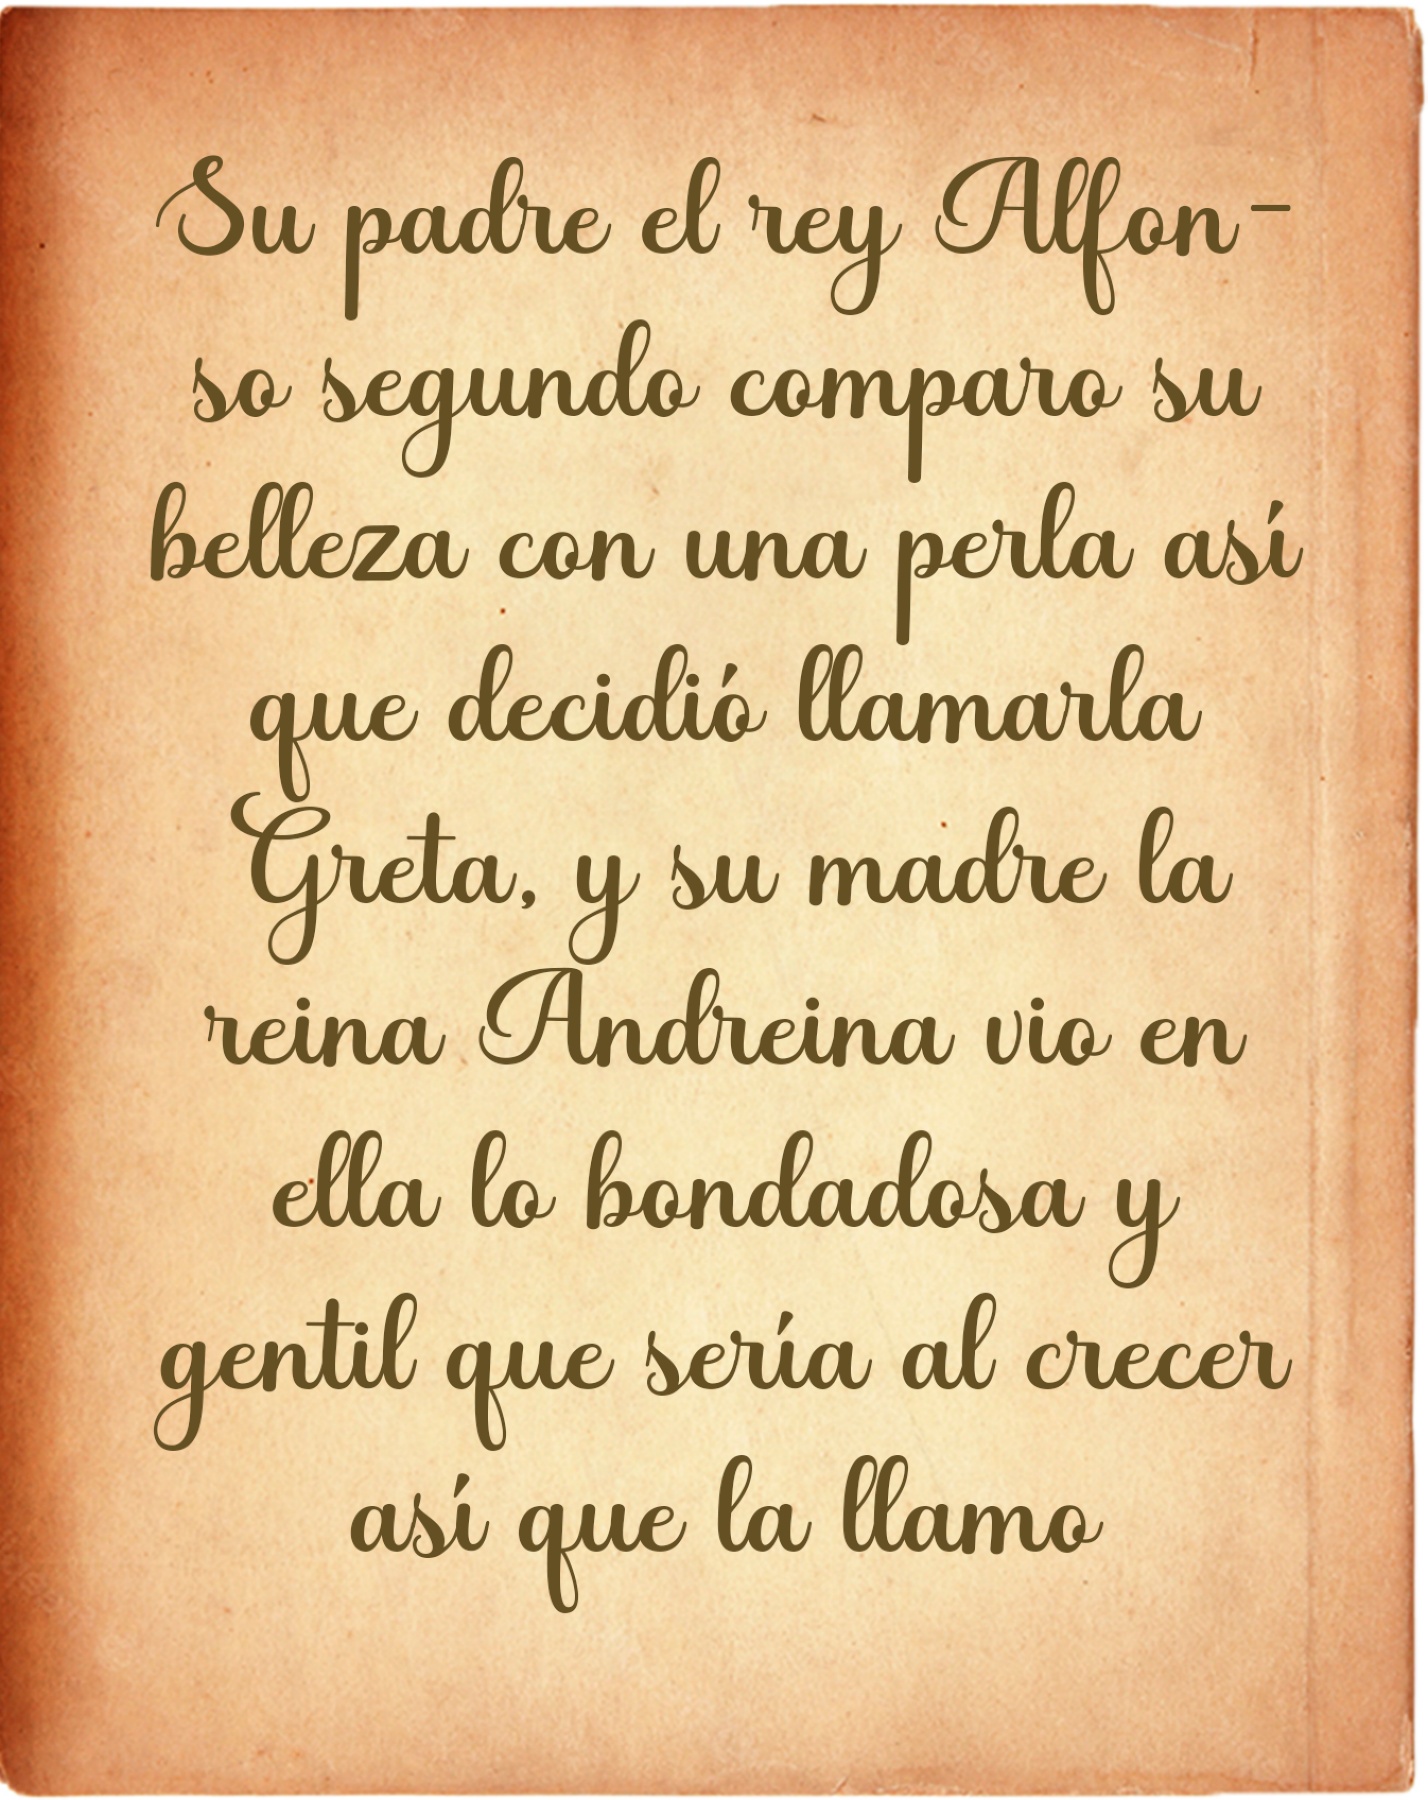 Su padre el rey Alfon-
so segundo comparo su
belleza con una perla así
que decidió llamarla
Greta, y su madre la
reina Andreina vio en
ella lo bondadosa y
gentil que sería al crecer
así que la llamo